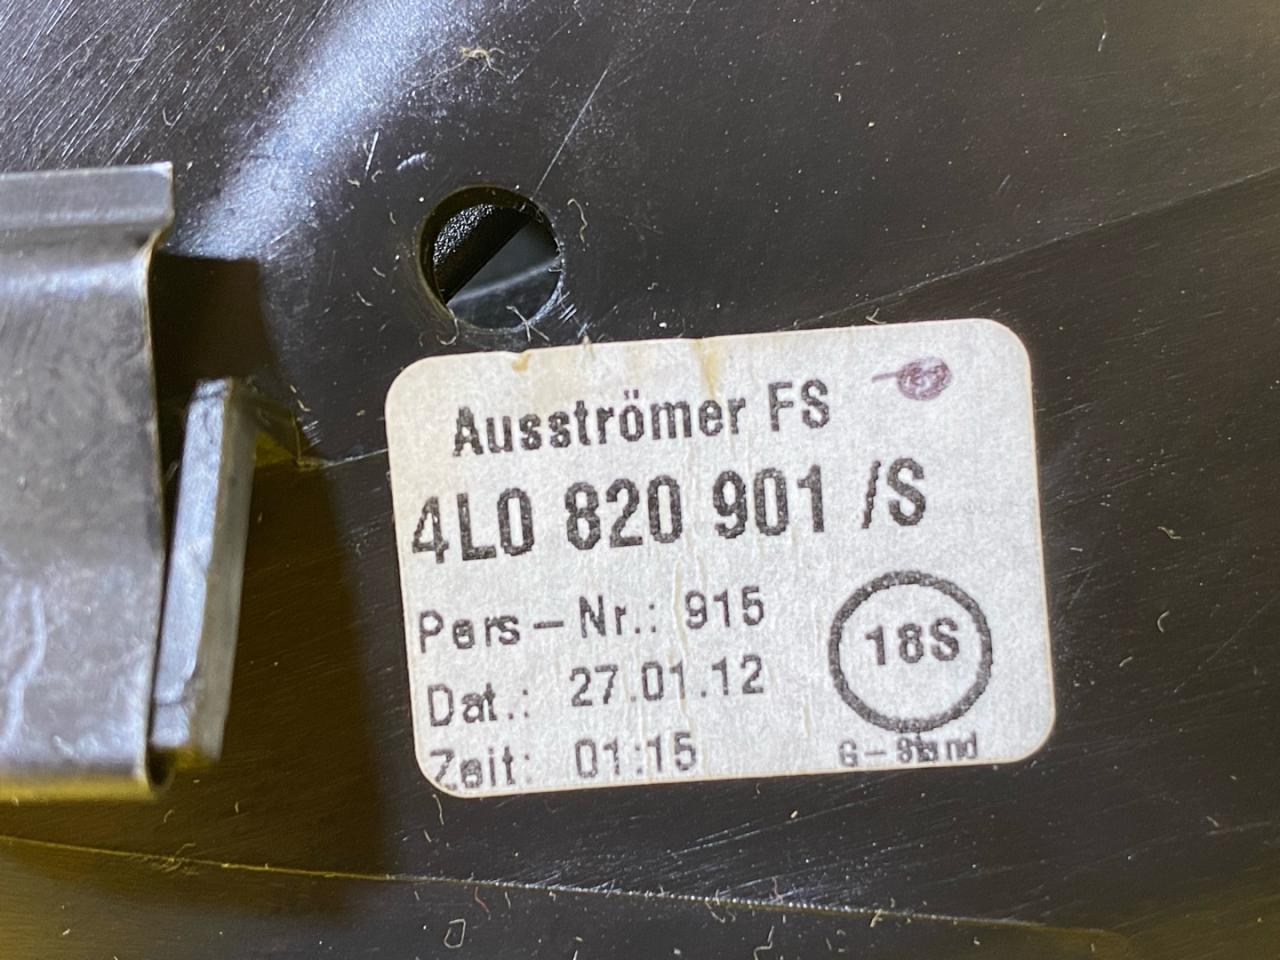 Ausströmer FS
4L0 820 901 /S
Pers-Nr.: 915
Dat.: 27.01.12
Zeit: 01:15
18S
G-Stand